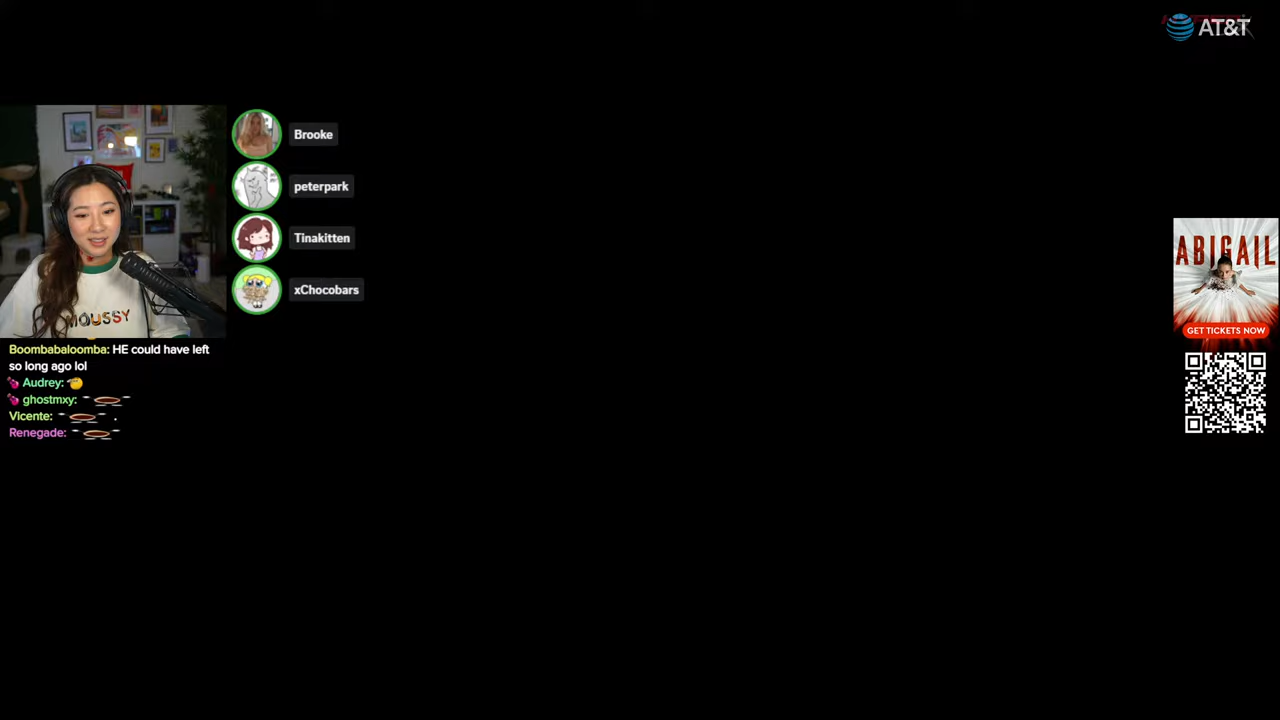 AT&T
Brooke
peterpark
Tinakitten
xChocobars
MOUSSY
Boombabaloomba: HE could have left
so long ago lol
Audrey:
ghostmxy:
Vicente: .
Renegade:
ABIGAIL
GET TICKETS NOW